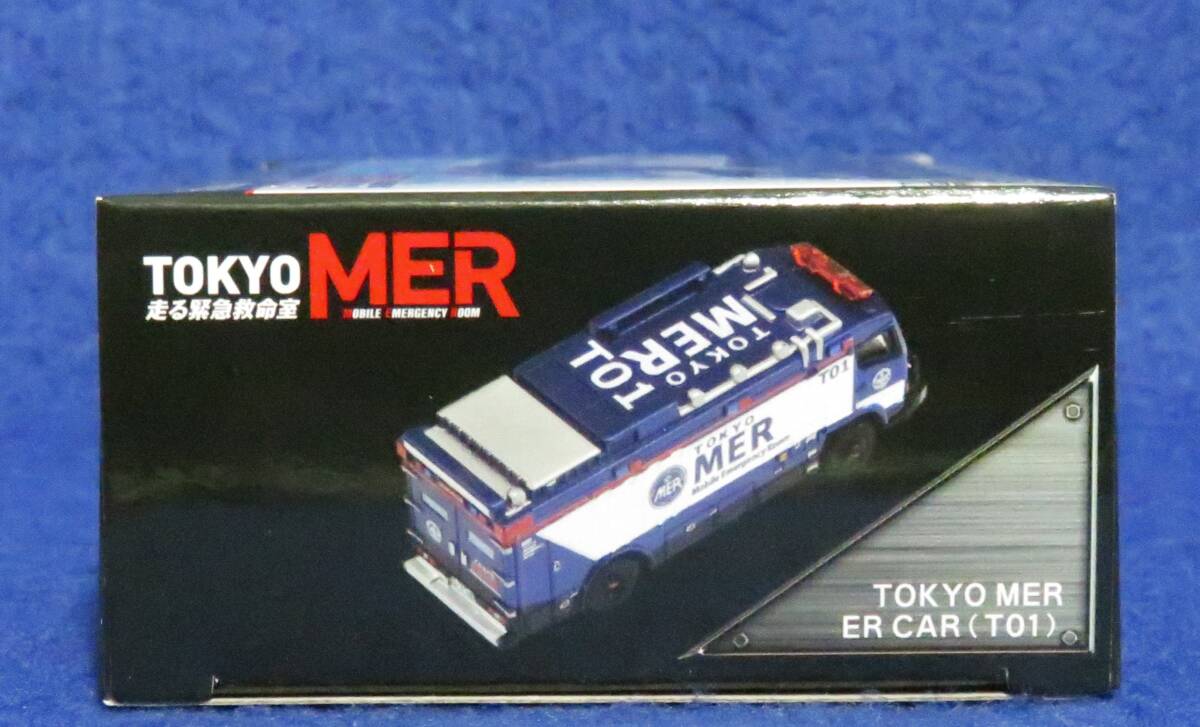 TOKYO MER
走る緊急救命室
MOBILE EMERGENCY ROOM
TOKYO
MER
T01
T01
TOKYO
MER
Mobile Emergency Room
MER
TOKYO MER
ER CAR (T01)